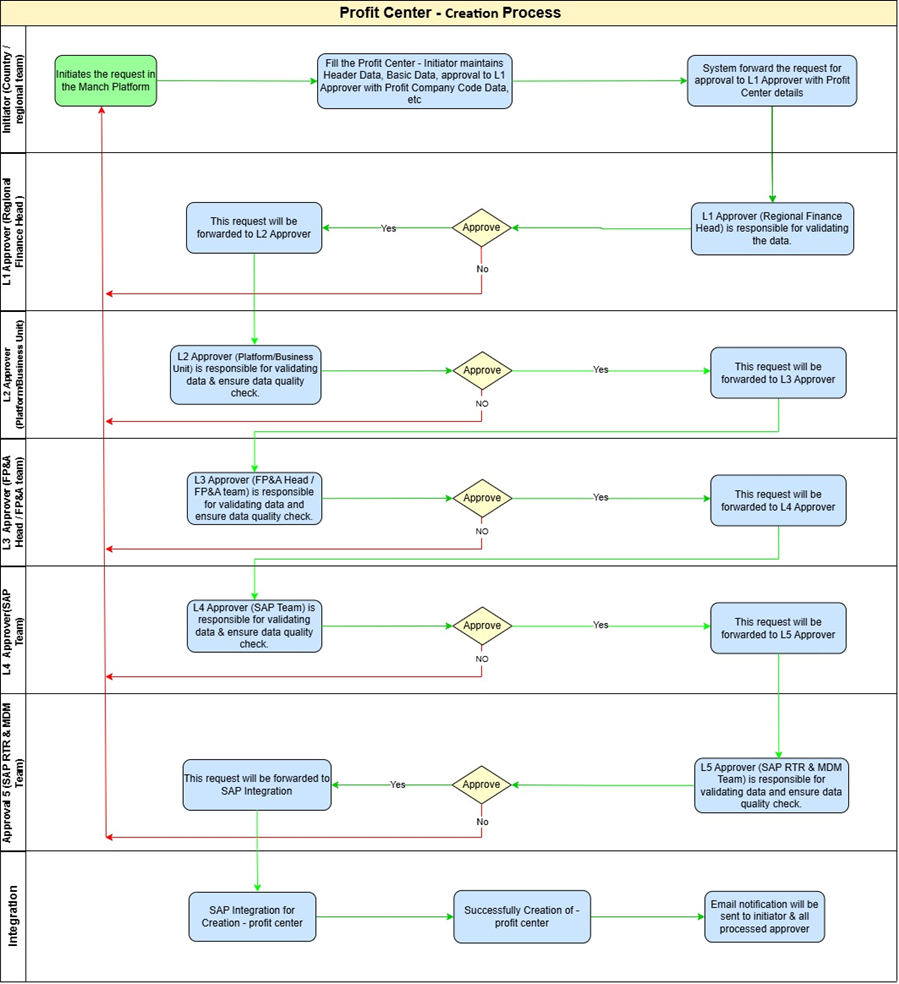 Profit Center - Creation Process
Initiator (Country /
regional team)
Initiates the request in
the Manch Platform
Fill the Profit Center - Initiator maintains
Header Data, Basic Data, approval to L1
Approver with Profit Company Code Data,
etc
System forward the request for
approval to L1 Approver with Profit
Center details
L1 Approver (Regional
Finance Head )
This request will be
forwarded to L2 Approver
Yes
Approve
No
L1 Approver (Regional Finance
Head) is responsible for validating
the data.
L2 Approver
(Platform/Business Unit)
L2 Approver (Platform/Business
Unit) is responsible for validating
data & ensure data quality
check.
Approve
NO
Yes
This request will be
forwarded to L3 Approver
L3 Approver (FP&A
Head / FP&A team)
L3 Approver (FP&A Head /
FP&A team) is responsible
for validating data and
ensure data quality check.
Approve
NO
Yes
This request will be
forwarded to L4 Approver
L4 Approver(SAP
Team)
L4 Approver (SAP Team) is
responsible for validating
data & ensure data quality
check.
Approve
NO
Yes
This request will be
forwarded to L5 Approver
Approval 5 (SAP RTR & MDM
Team)
This request will be forwarded to
SAP Integration
Yes
Approve
No
L5 Approver (SAP RTR & MDM
Team) is responsible for
validating data and ensure data
quality check.
Integration
SAP Integration for
Creation - profit center
Successfully Creation of -
profit center
Email notification will be
sent to initiator & all
processed approver